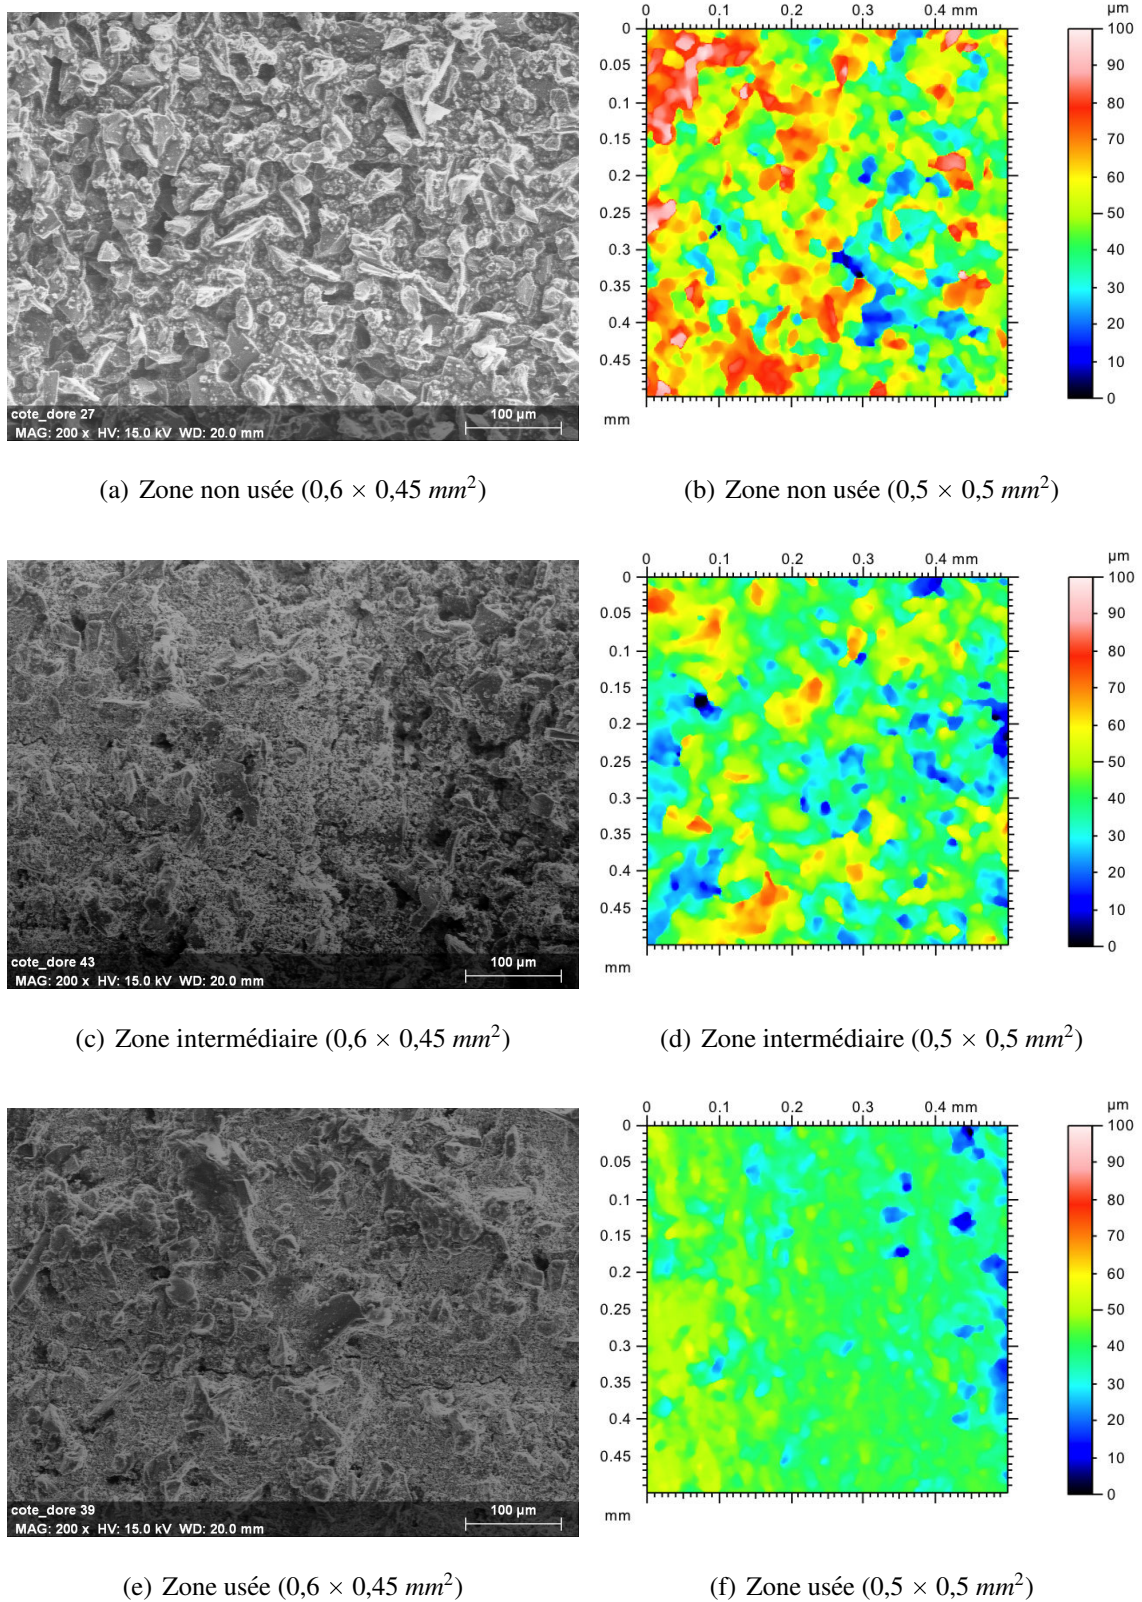 0 0.2 0.4 mm µm
0 100
0.05 90
0.1 80
0.15 70
0.2 60
0.25 50
0.3 40
0.35 30
0.4 20
0.45 10
mm 0
cote_dore 27
MAG: 200 x HV: 15.0 kV WD: 20.0 mm
100 µm
(a) Zone non usée (0,6 × 0,45 mm²)
(b) Zone non usée (0,5 × 0,5 mm²)
0 0.1 0.2 0.3 0.4 mm µm
0 100
0.05 90
0.1 80
0.15 70
0.2 60
0.25 50
0.3 40
0.35 30
0.4 20
0.45 10
mm 0
cote_dore 43
MAG: 200 x HV: 15.0 kV WD: 20.0 mm
100 µm
(c) Zone intermédiaire (0,6 × 0,45 mm²)
(d) Zone intermédiaire (0,5 × 0,5 mm²)
0 0.1 0.2 0.3 0.4 mm µm
0 100
0.05 90
0.1 80
0.15 70
0.2 60
0.25 50
0.3 40
0.35 30
0.4 20
0.45 10
mm 0
cote_dore 39
MAG: 200 x HV: 15.0 kV WD: 20.0 mm
100 µm
(e) Zone usée (0,6 × 0,45 mm²)
(f) Zone usée (0,5 × 0,5 mm²)